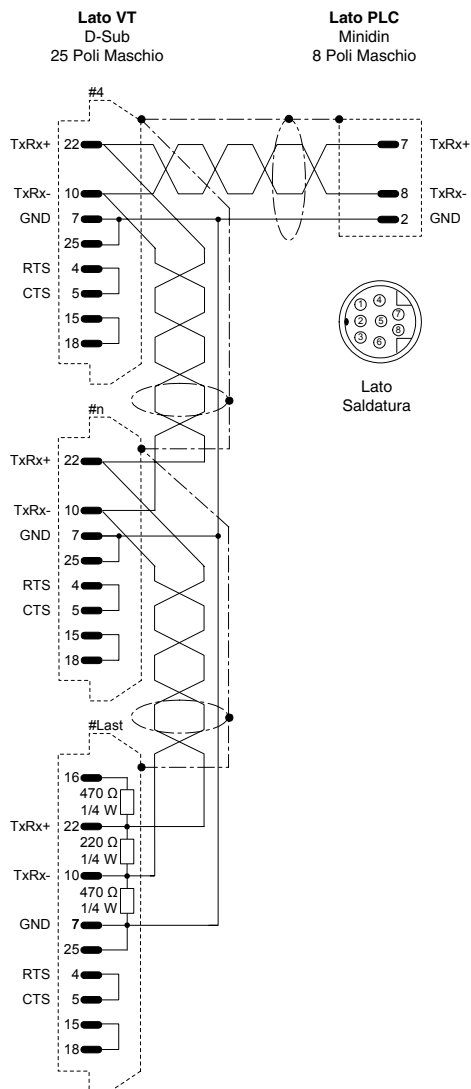 Lato VT
D-Sub
25 Poli Maschio
Lato PLC
Minidin
8 Poli Maschio
#4
TxRx+ 22
TxRx- 10
GND 7
25
RTS 4
CTS 5
15
18
7 TxRx+
8 TxRx-
2 GND
1 4
7
2 5
8
3 6
Lato
Saldatura
#n
TxRx+ 22
TxRx- 10
GND 7
25
RTS 4
CTS 5
15
18
#Last
16
470 Ω
1/4 W
TxRx+ 22
220 Ω
1/4 W
TxRx- 10
470 Ω
1/4 W
GND 7
25
RTS 4
CTS 5
15
18